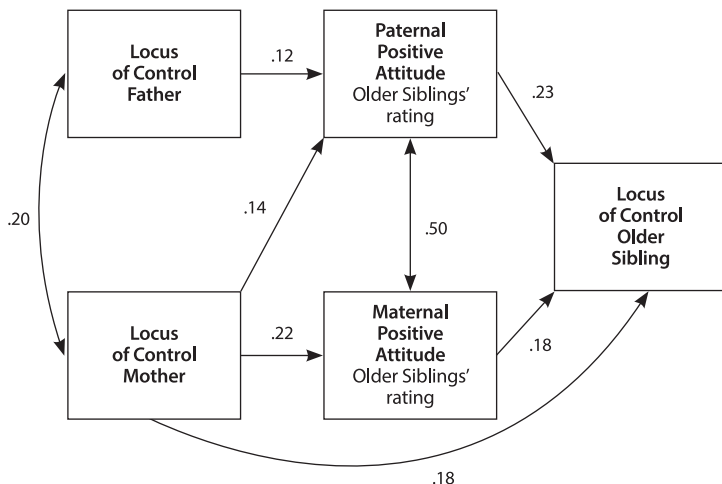 Locus
of Control
Father
.12
Paternal
Positive
Attitude
Older Siblings'
rating
.23
.20
.14
.50
Locus
of Control
Older
Sibling
Locus
of Control
Mother
.22
Maternal
Positive
Attitude
Older Siblings'
rating
.18
.18